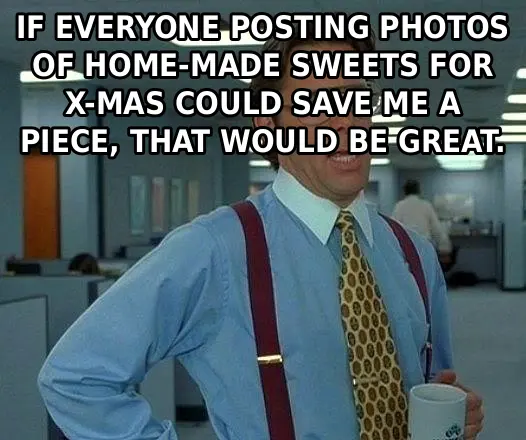 IF EVERYONE POSTING PHOTOS
OF HOME-MADE SWEETS FOR
X-MAS COULD SAVE ME A
PIECE, THAT WOULD BE GREAT.